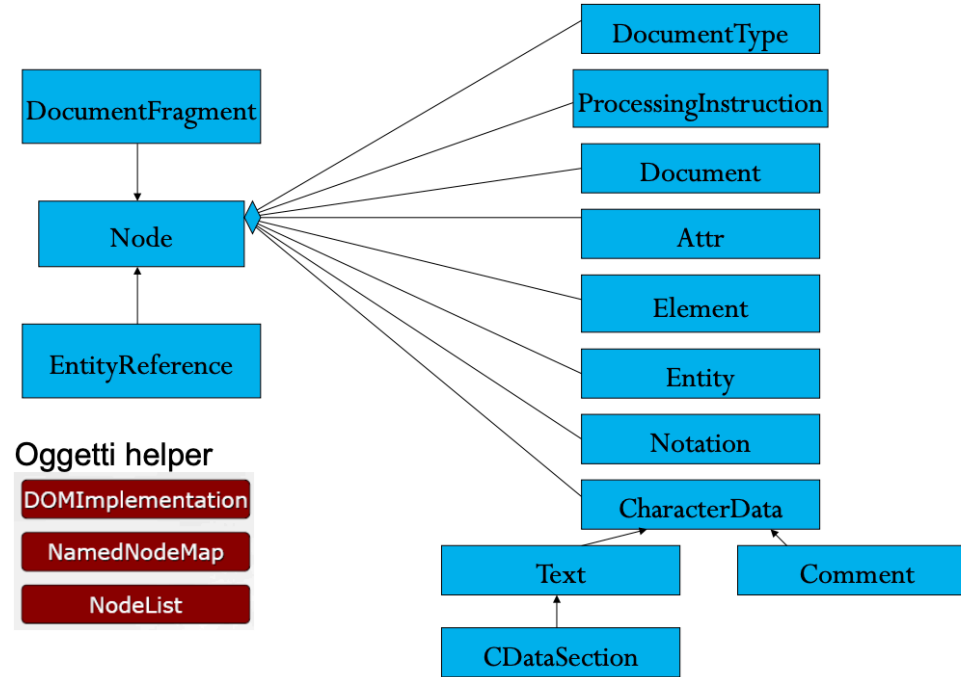 DocumentType
ProcessingInstruction
DocumentFragment
Document
Node
Attr
Element
EntityReference
Entity
Notation
Oggetti helper
DOMImplementation
CharacterData
NamedNodeMap
Text
Comment
NodeList
CDataSection